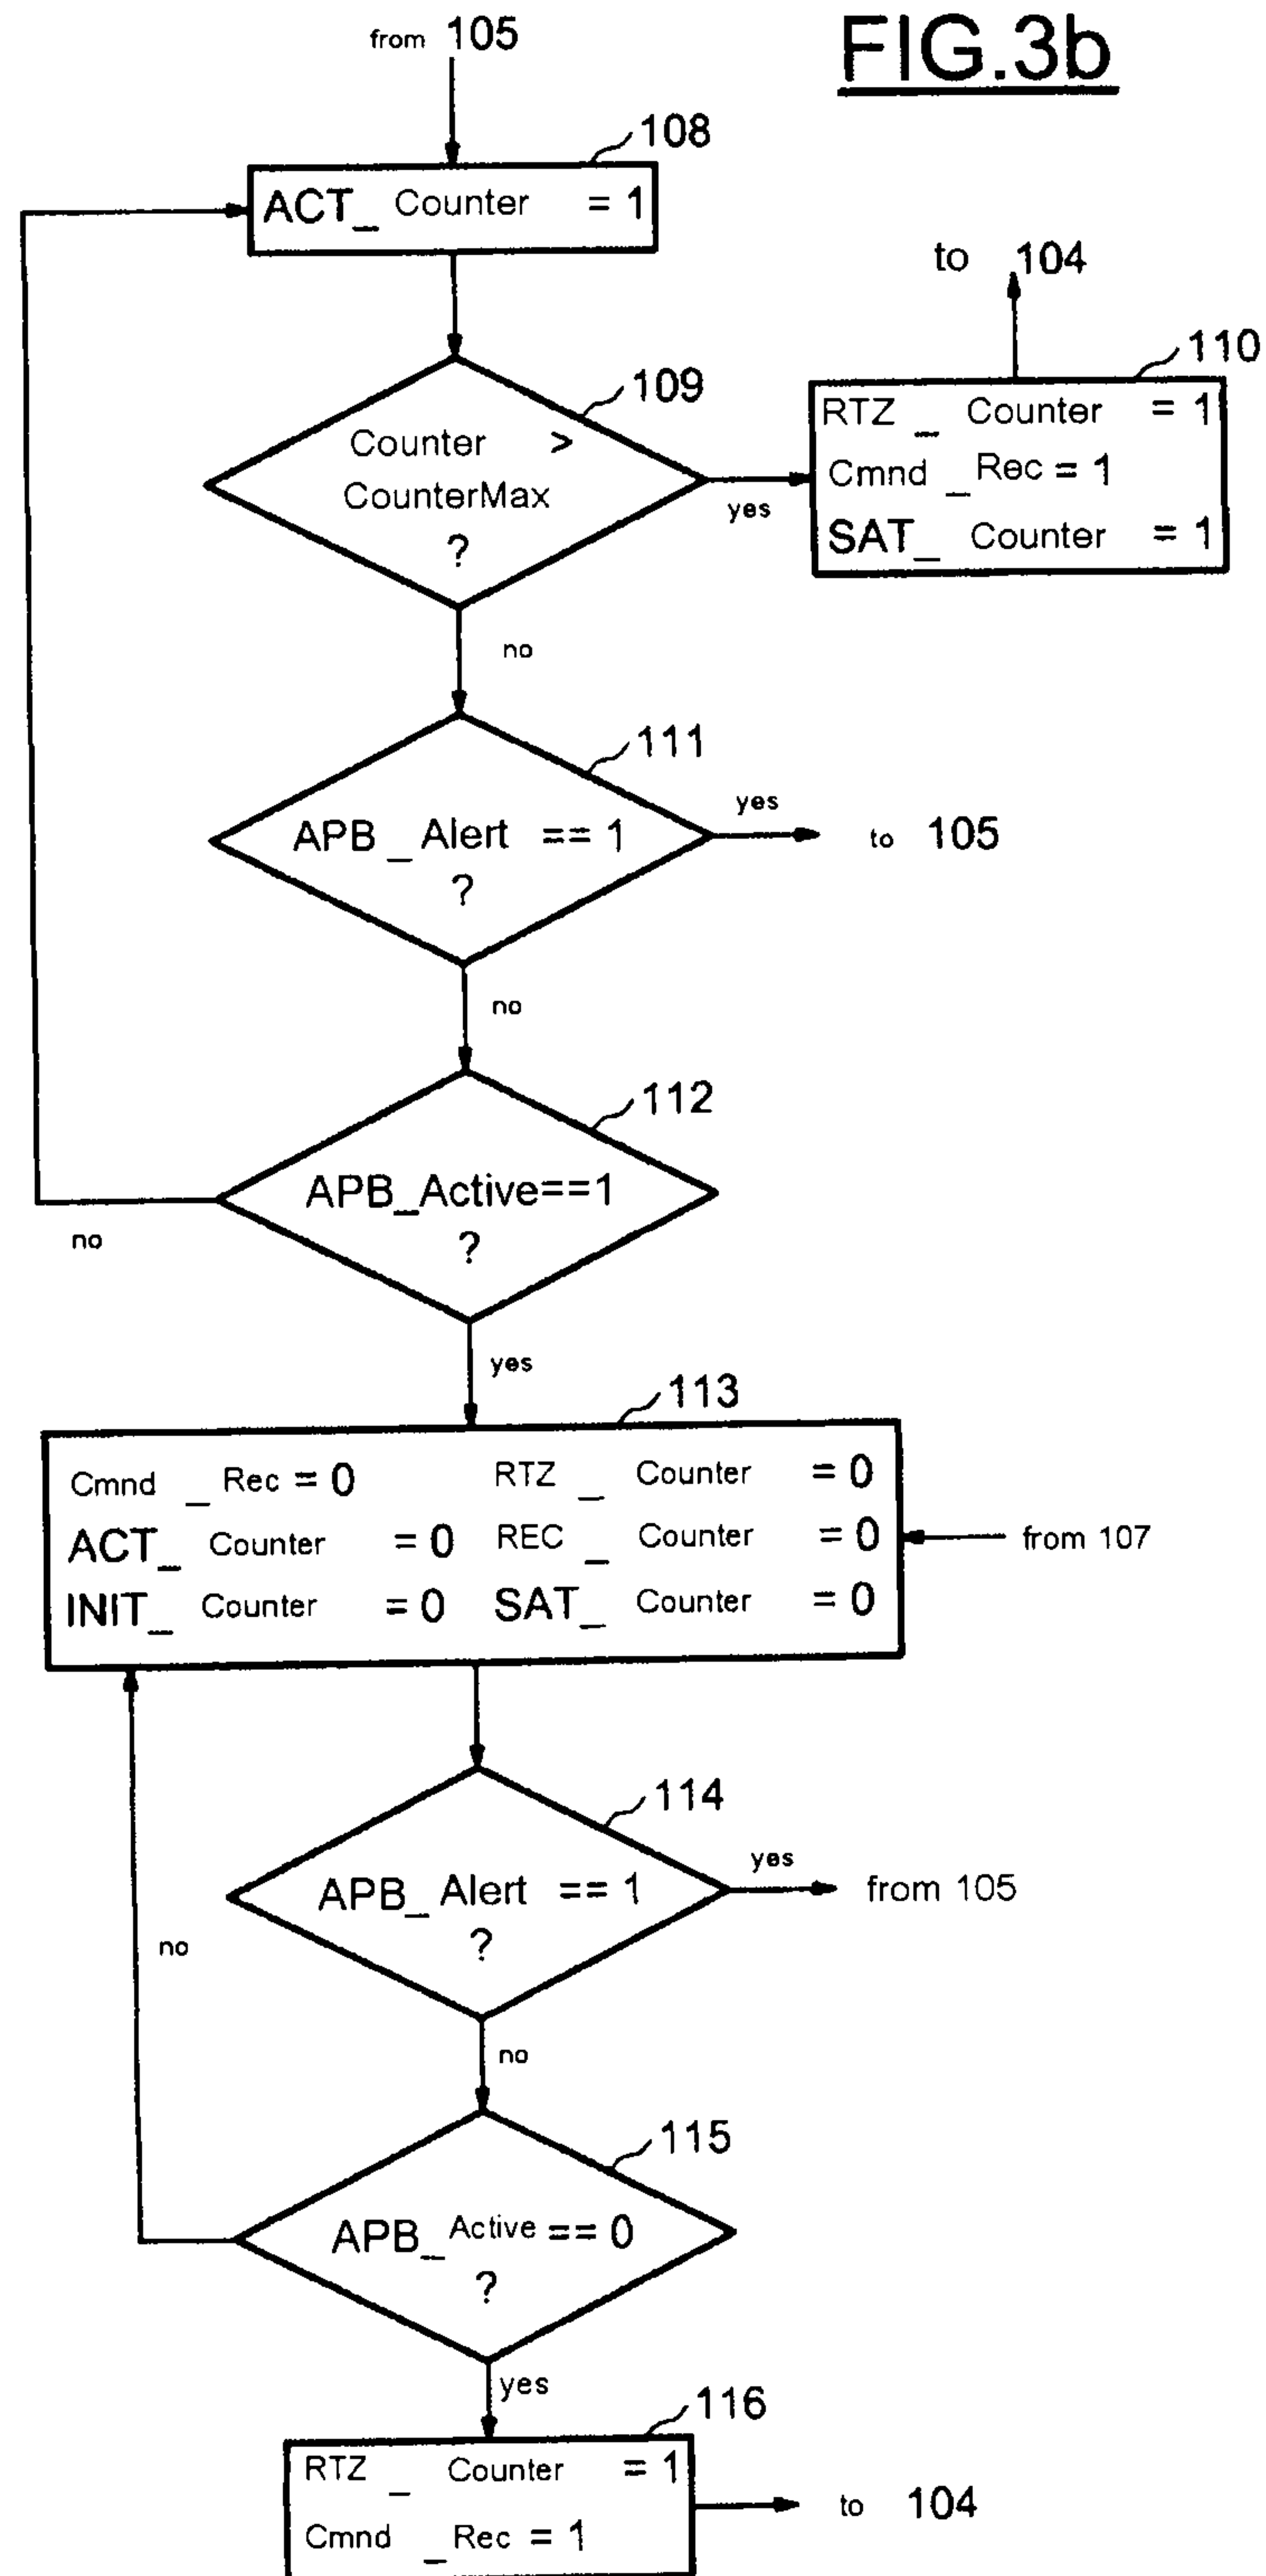 FIG.3b
from 105
108
ACT_ Counter = 1
to 104
110
RTZ _ Counter = 1
Cmnd _ Rec = 1
SAT_ Counter = 1
109
Counter >
CounterMax
?
yes
no
111
APB _ Alert == 1
?
yes
to 105
no
112
APB_Active==1
?
no
yes
113
Cmnd _ Rec = 0 RTZ _ Counter = 0
ACT_ Counter = 0 REC _ Counter = 0
INIT_ Counter = 0 SAT_ Counter = 0
from 107
114
APB_ Alert == 1
?
yes
from 105
no
no
115
APB_ Active == 0
?
yes
116
RTZ _ Counter = 1
Cmnd _ Rec = 1
to 104